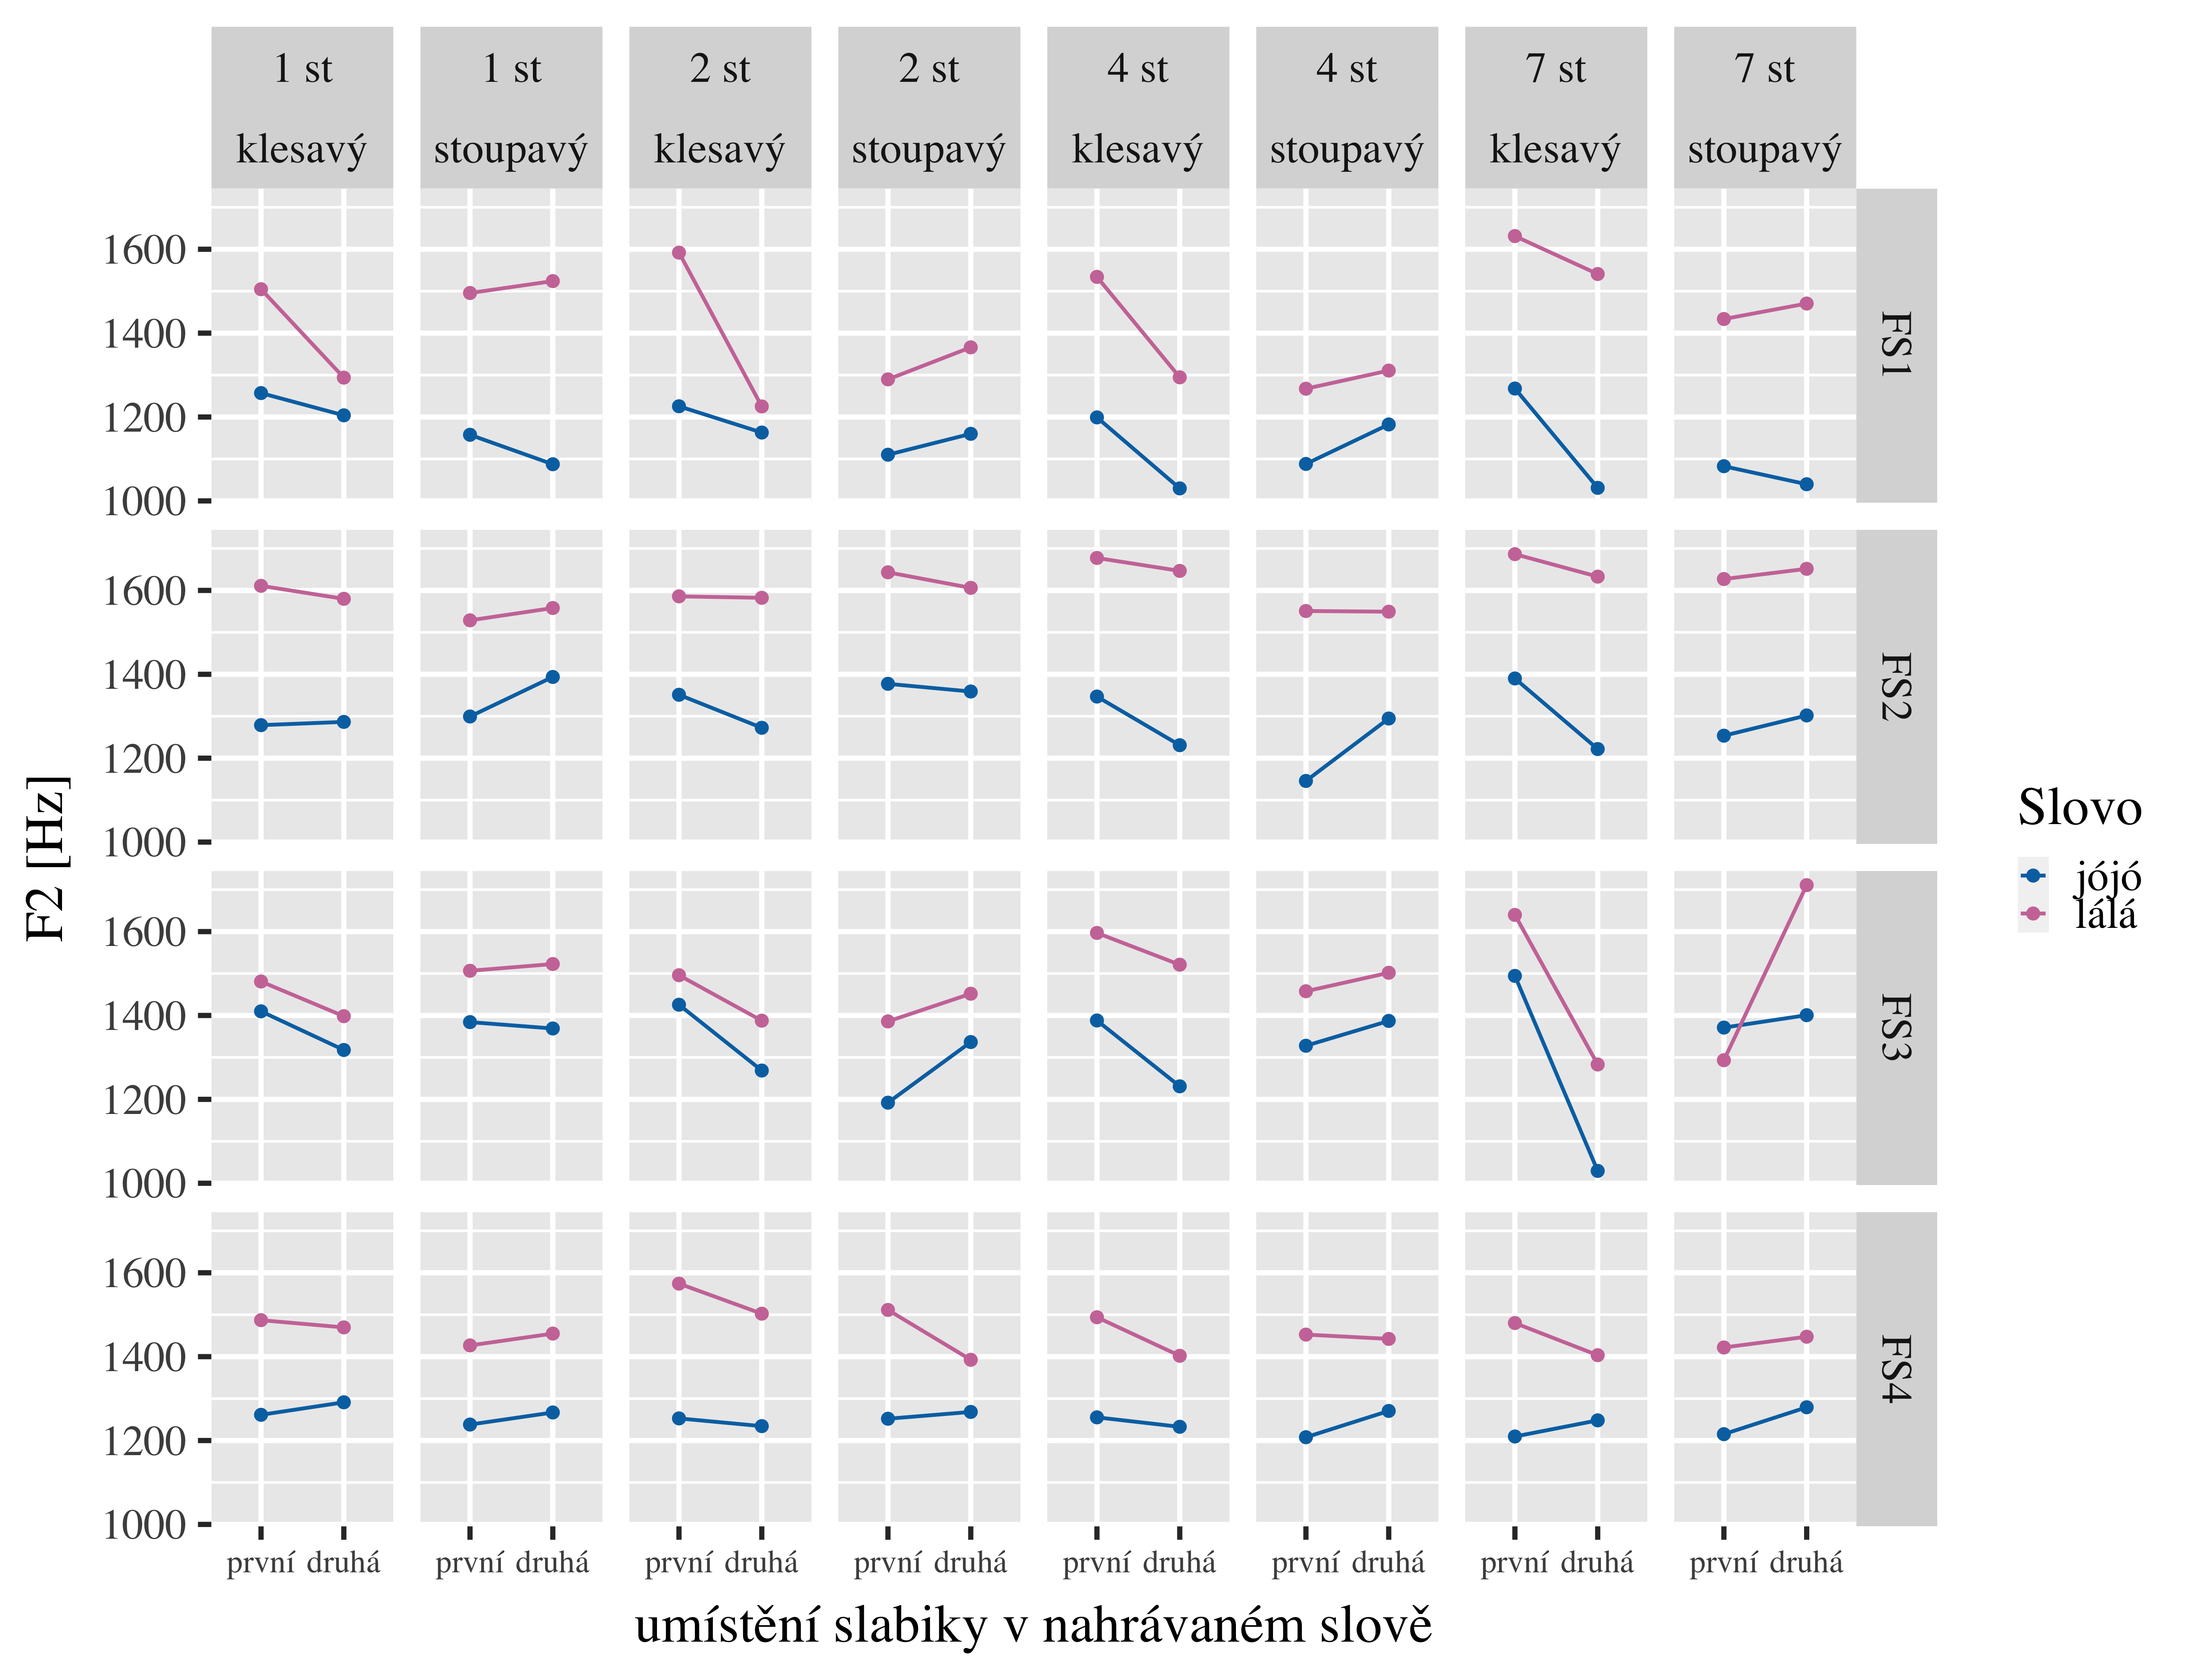 1 st 1 st 2 st 2 st 4 st 4 st 7 st 7 st
klesavý stoupavý klesavý stoupavý klesavý stoupavý klesavý stoupavý
1600
1400
1200
1000
FS1
1600
1400
1200
1000
FS2
1600
1400
1200
1000
FS3
1600
1400
1200
1000
FS4
F2 [Hz]
první druhá první druhá první druhá první druhá první druhá první druhá první druhá první druhá
umístění slabiky v nahrávaném slově
Slovo
jójó
lálá